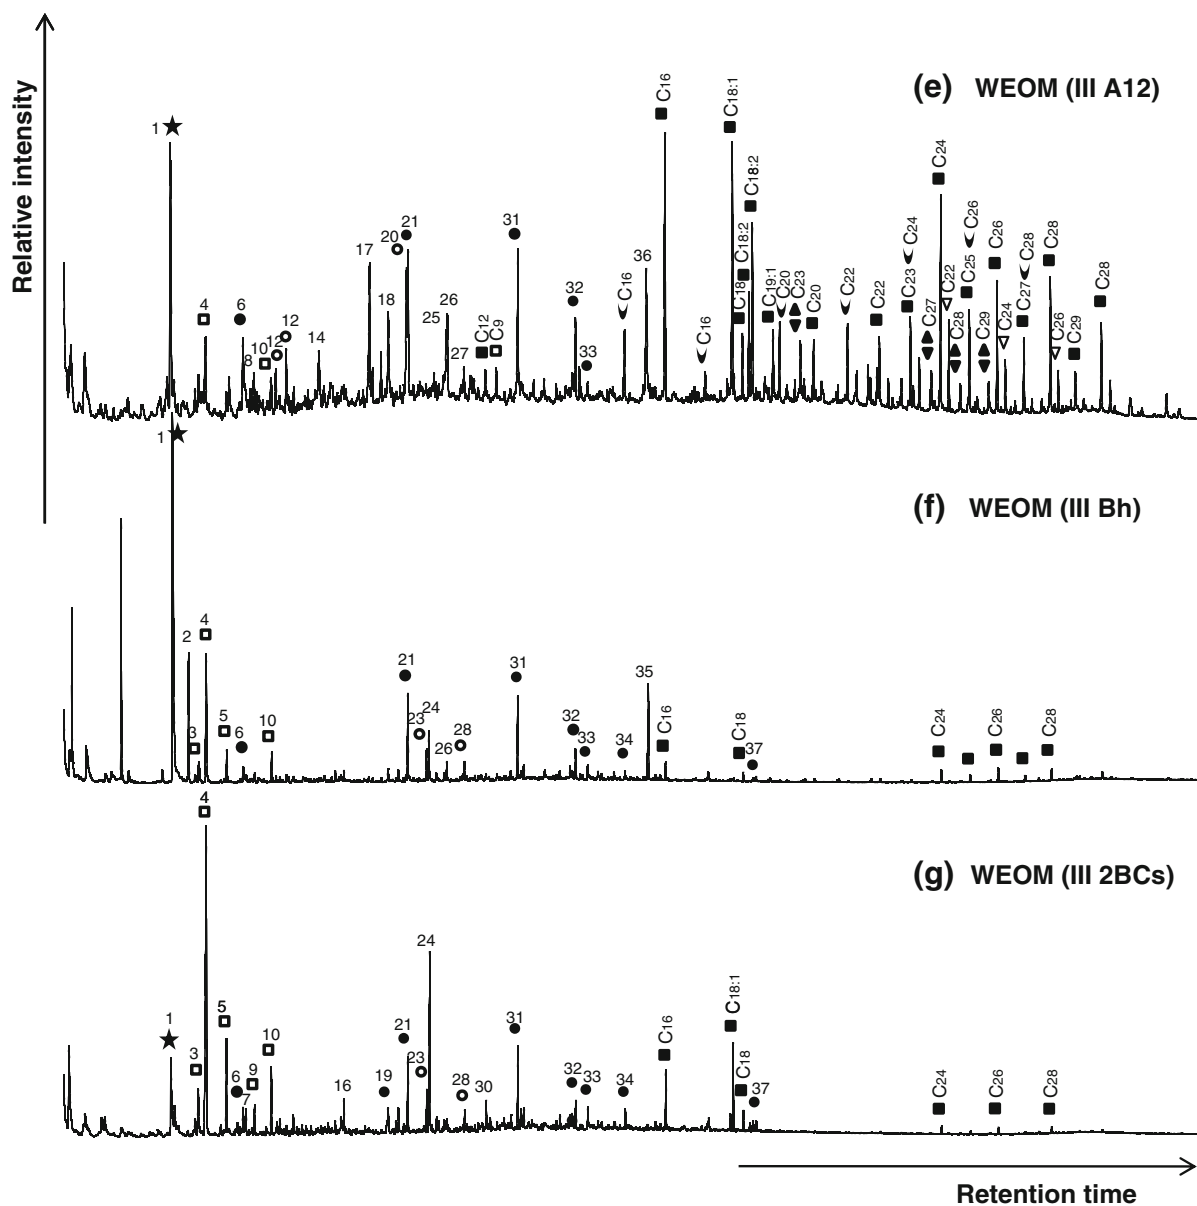 Relative intensity
(e) WEOM (III A12)
1
4
6
8
10
12
12
14
17
18
20
21
25
26
27
C12
C9
31
32
33
C16
36
C16
C16
C18:1
C18
C18:2
C18:2
C19:1
C20
C23
C20
C22
C22
C24
C23
C27
C24
C22
C28
C26
C25
C29
C26
C24
C28
C27
C28
C26
C29
C28
(f) WEOM (III Bh)
1
2
3
4
5
6
10
21
23
24
26
28
31
32
33
34
35
C16
C18
37
C24
C26
C28
(g) WEOM (III 2BCs)
1
3
4
5
6
7
9
10
16
19
21
23
24
28
30
31
32
33
34
C16
C18:1
C18
37
C24
C26
C28
Retention time